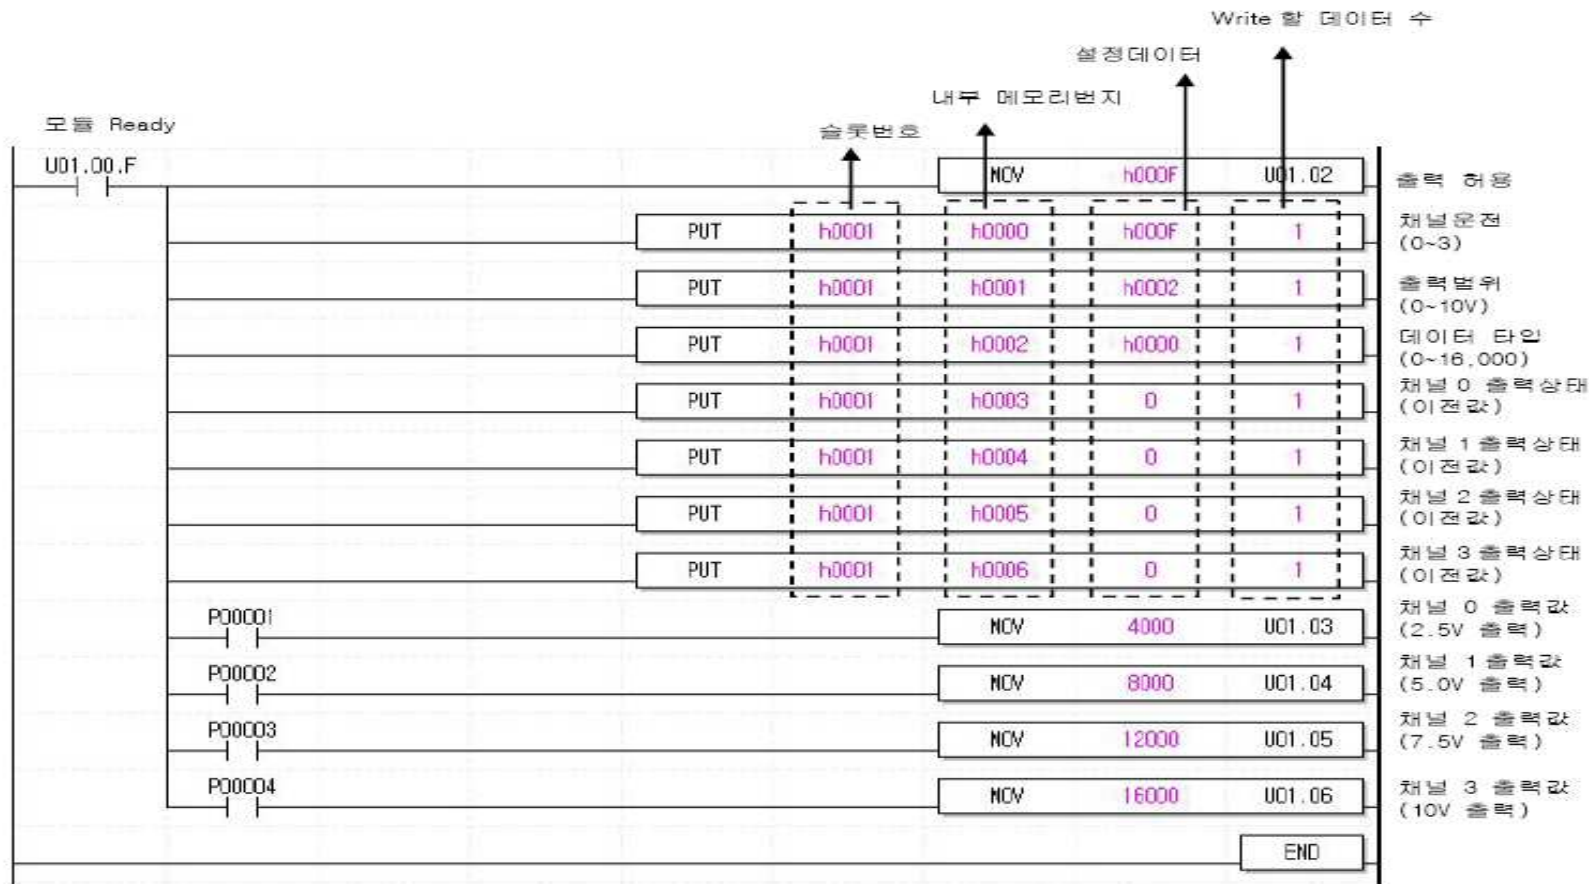 Write 할 데이터 수
설정데이터
내부 메모리번지
슬롯번호
모듈 Ready
U01.00.F
MOV h000F U01.02 출력 허용
PUT h0001 h0000 h000F 1 채널운전
(0~3)
PUT h0001 h0001 h0002 1 출력범위
(0~10V)
PUT h0001 h0002 h0000 1 데이터 타입
(0~16,000)
PUT h0001 h0003 0 1 채널 0 출력상태
(이전값)
PUT h0001 h0004 0 1 채널 1 출력상태
(이전값)
PUT h0001 h0005 0 1 채널 2 출력상태
(이전값)
PUT h0001 h0006 0 1 채널 3 출력상태
(이전값)
P00001 MOV 4000 U01.03 채널 0 출력값
(2.5V 출력)
P00002 MOV 8000 U01.04 채널 1 출력값
(5.0V 출력)
P00003 MOV 12000 U01.05 채널 2 출력값
(7.5V 출력)
P00004 MOV 16000 U01.06 채널 3 출력값
(10V 출력)
END